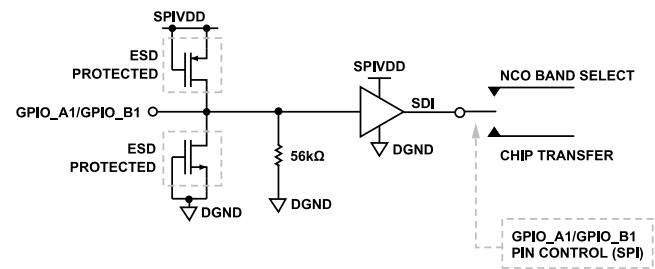 SPIVDD
ESD
PROTECTED
GPIO_A1/GPIO_B1
ESD
PROTECTED
DGND
56kΩ
DGND
SPIVDD
SDI
DGND
NCO BAND SELECT
CHIP TRANSFER
GPIO_A1/GPIO_B1
PIN CONTROL (SPI)